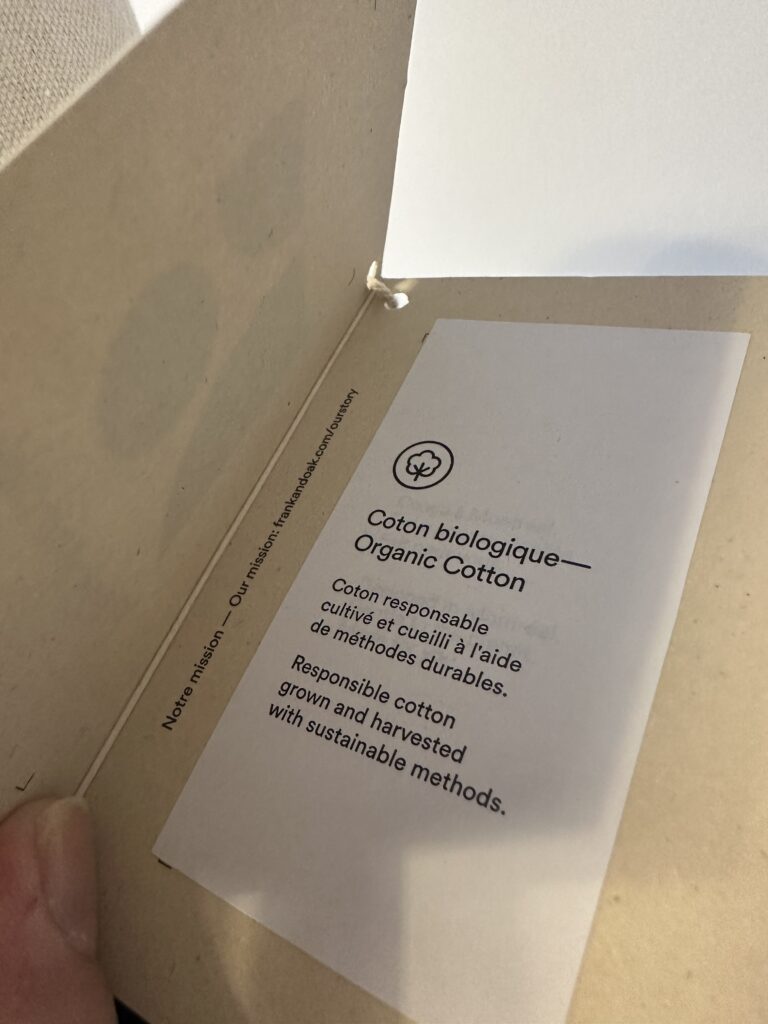 Notre mission — Our mission: frankandoak.com/ourstory
Coton biologique—
Organic Cotton
Coton responsable
cultivé et cueilli à l'aide
de méthodes durables.
Responsible cotton
grown and harvested
with sustainable methods.